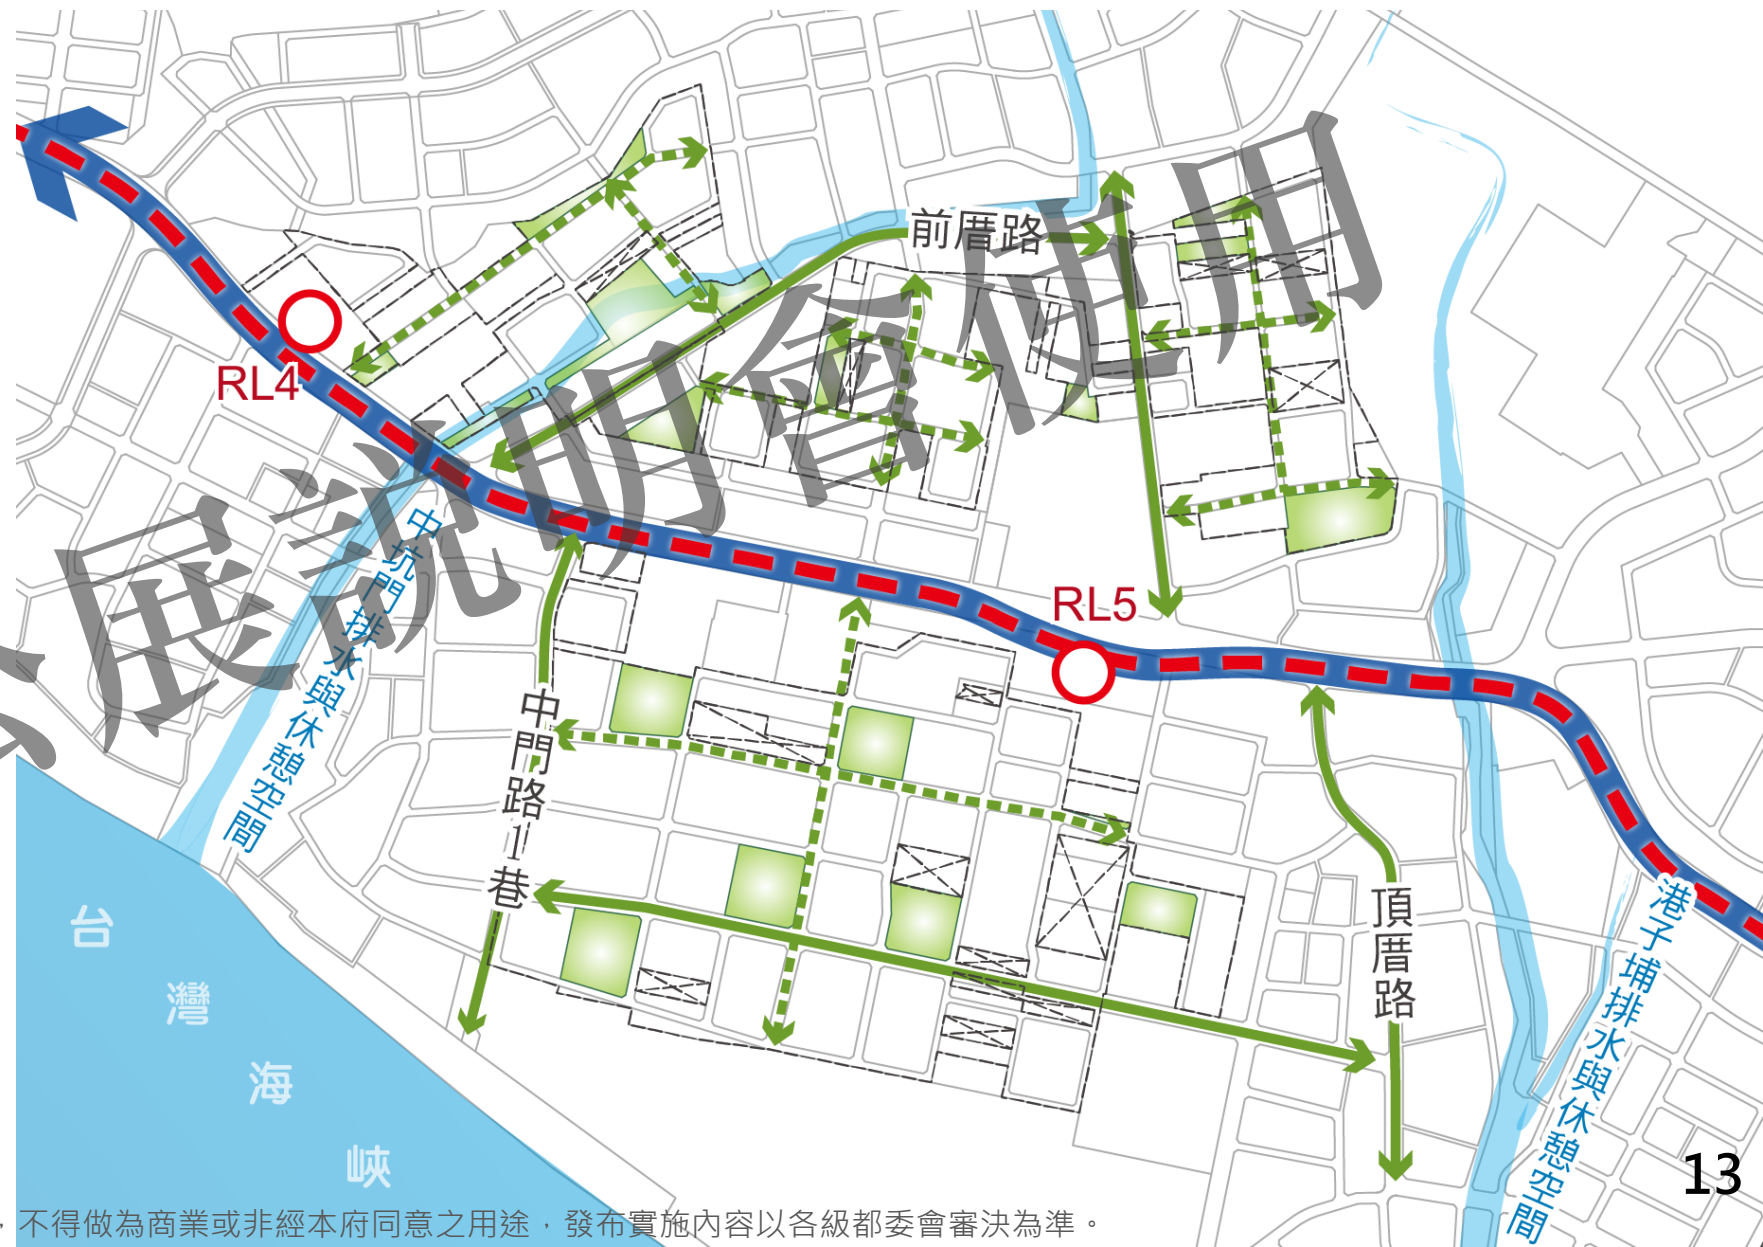 前厝路
RL4
RL5
中坑門排水與休憩空間
中門路1巷
頂厝路
港子埔排水與休憩空間
台灣海峽
展說明會使用
13
，不得做為商業或非經本府同意之用途，發布實施內容以各級都委會審決為準。